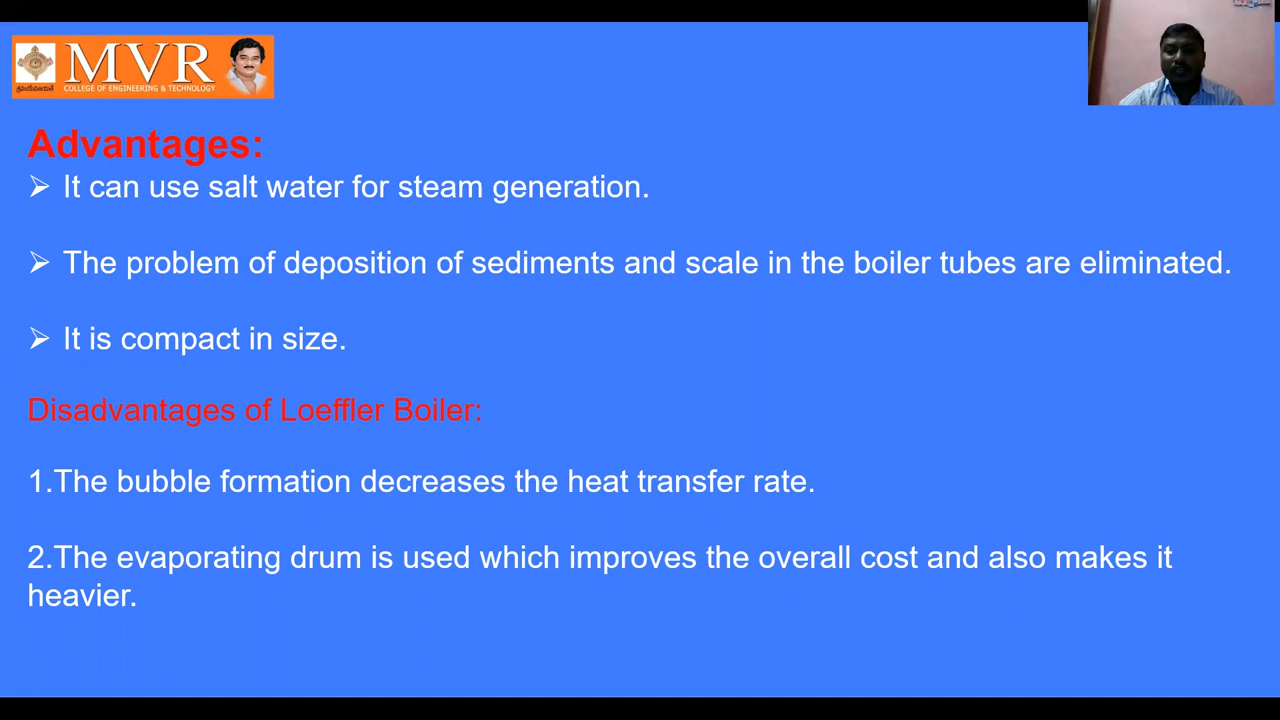 MVR
COLLEGE OF ENGINEERING & TECHNOLOGY
Advantages:
➢ It can use salt water for steam generation.
➢ The problem of deposition of sediments and scale in the boiler tubes are eliminated.
➢ It is compact in size.
Disadvantages of Loeffler Boiler:
1.The bubble formation decreases the heat transfer rate.
2.The evaporating drum is used which improves the overall cost and also makes it
heavier.